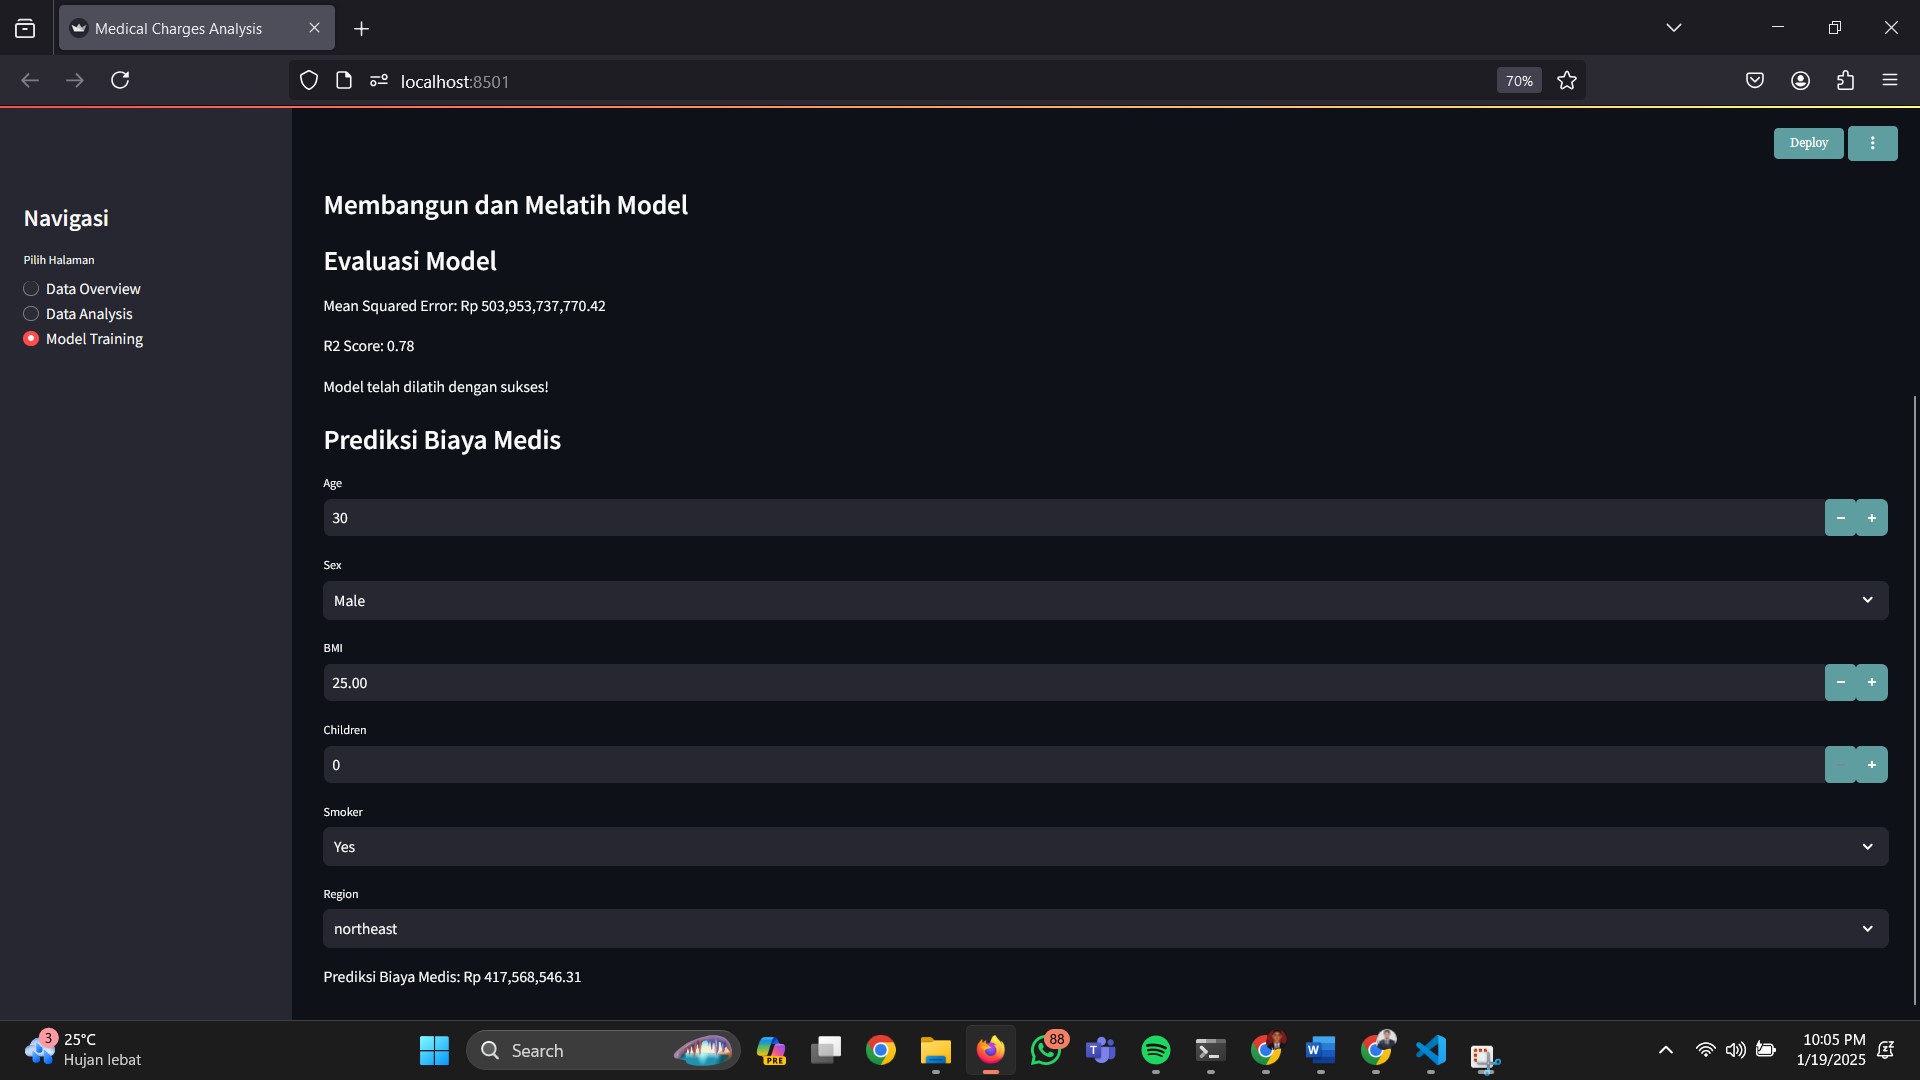 Medical Charges Analysis
localhost:8501
70%
Deploy
Navigasi
Pilih Halaman
Data Overview
Data Analysis
Model Training
Membangun dan Melatih Model
Evaluasi Model
Mean Squared Error: Rp 503,953,737,770.42
R2 Score: 0.78
Model telah dilatih dengan sukses!
Prediksi Biaya Medis
Age
30
Sex
Male
BMI
25.00
Children
0
Smoker
Yes
Region
northeast
Prediksi Biaya Medis: Rp 417,568,546.31
3
25°C
Hujan lebat
Search
PRE
88
10:05 PM
1/19/2025